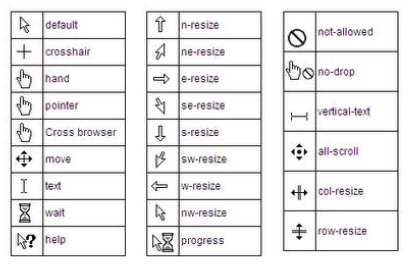 default
crosshair
hand
pointer
Cross browser
move
text
wait
help
n-resize
ne-resize
e-resize
se-resize
s-resize
sw-resize
w-resize
nw-resize
progress
not-allowed
no-drop
vertical-text
all-scroll
col-resize
row-resize